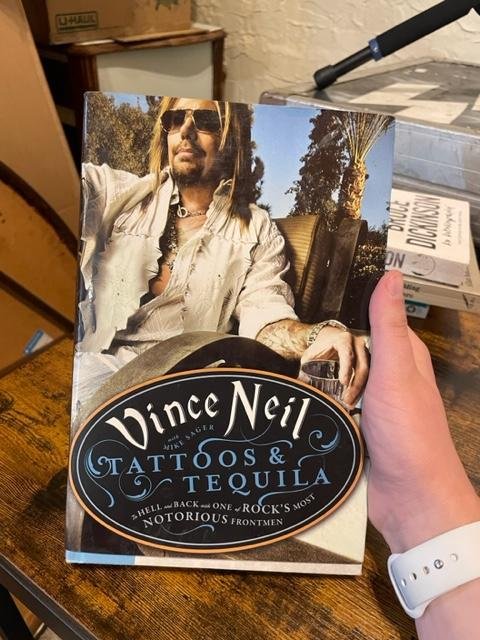 U-HAUL
BRUCE
DICKINSON
Vince Neil
with
MIKE SAGER
TATTOOS &
TEQUILA
To HELL and BACK with ONE of ROCK'S MOST
NOTORIOUS FRONTMEN